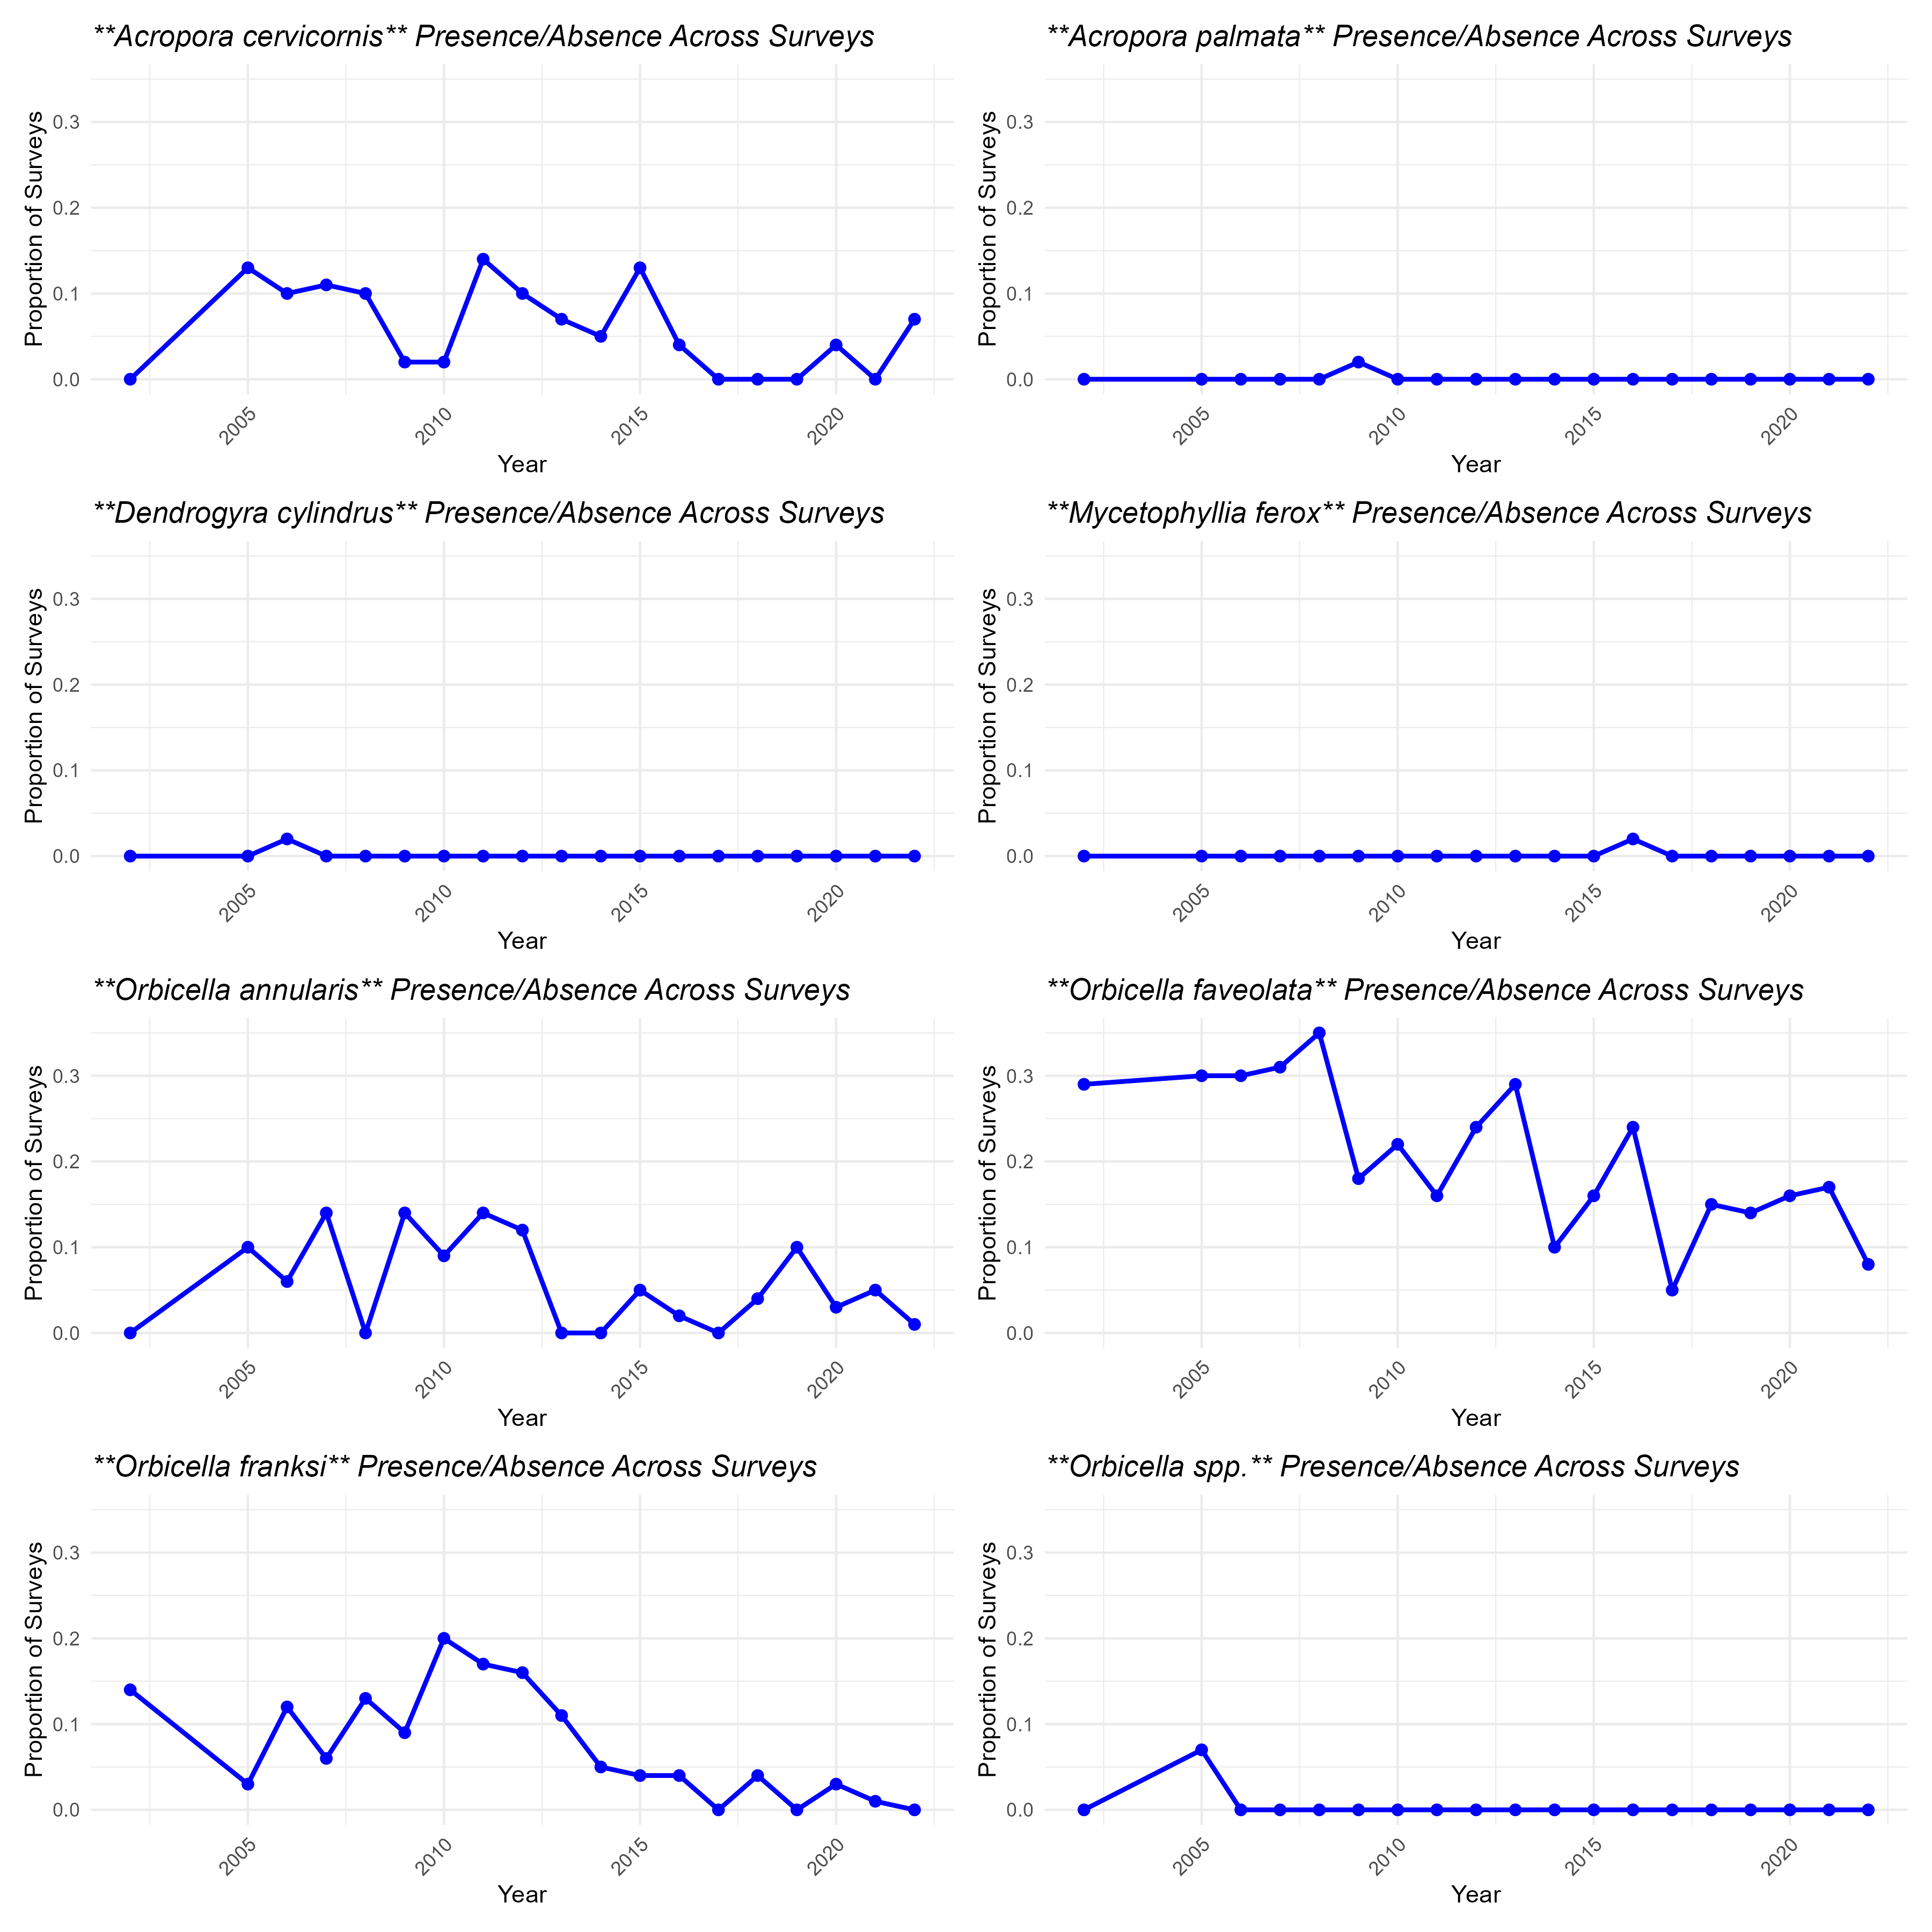 **Acropora cervicornis** Presence/Absence Across Surveys
Proportion of Surveys
0.3
0.2
0.1
0.0
2005
2010
2015
2020
Year
**Acropora palmata** Presence/Absence Across Surveys
Proportion of Surveys
0.3
0.2
0.1
0.0
2005
2010
2015
2020
Year
**Dendrogyra cylindrus** Presence/Absence Across Surveys
Proportion of Surveys
0.3
0.2
0.1
0.0
2005
2010
2015
2020
Year
**Mycetophyllia ferox** Presence/Absence Across Surveys
Proportion of Surveys
0.3
0.2
0.1
0.0
2005
2010
2015
2020
Year
**Orbicella annularis** Presence/Absence Across Surveys
Proportion of Surveys
0.3
0.2
0.1
0.0
2005
2010
2015
2020
Year
**Orbicella faveolata** Presence/Absence Across Surveys
Proportion of Surveys
0.3
0.2
0.1
0.0
2005
2010
2015
2020
Year
**Orbicella franksi** Presence/Absence Across Surveys
Proportion of Surveys
0.3
0.2
0.1
0.0
2005
2010
2015
2020
Year
**Orbicella spp.** Presence/Absence Across Surveys
Proportion of Surveys
0.3
0.2
0.1
0.0
2005
2010
2015
2020
Year